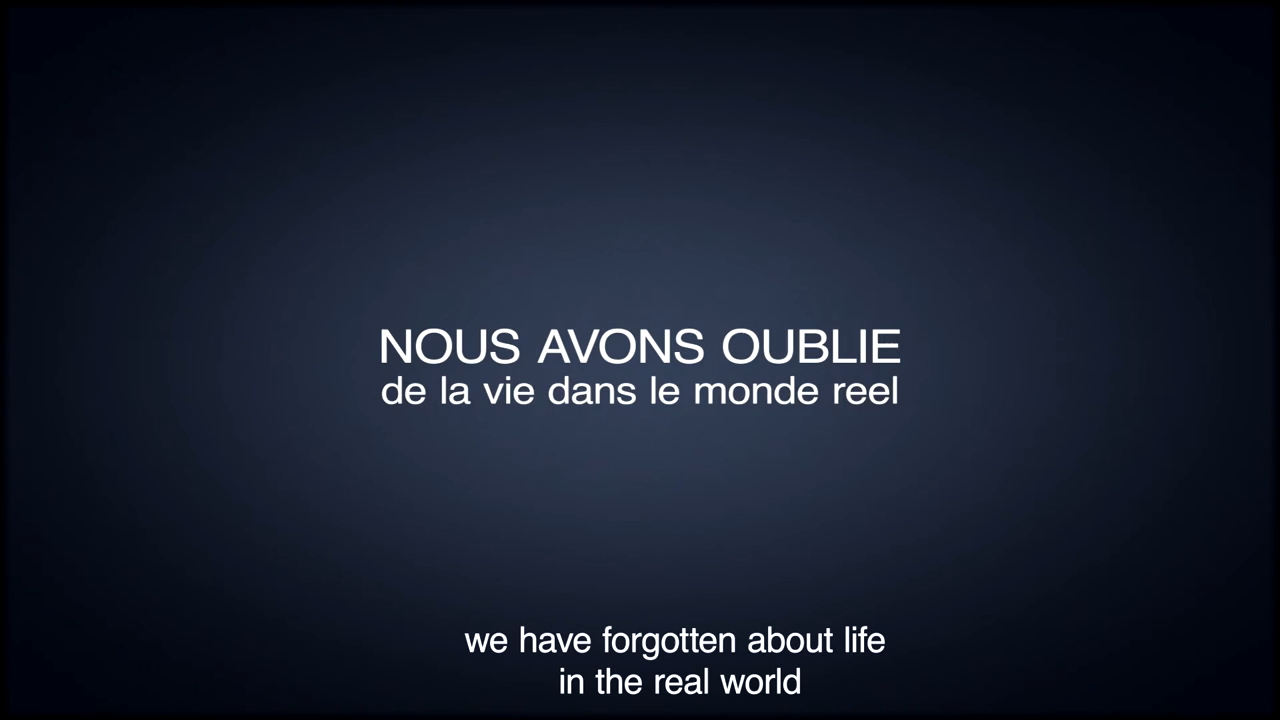 NOUS AVONS OUBLIE
de la vie dans le monde reel
we have forgotten about life
in the real world